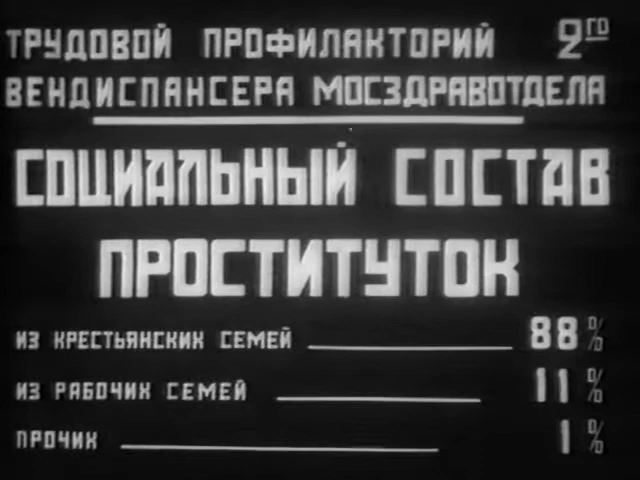 ТРУДОВОЙ ПРОФИЛАКТОРИЙ 2ГО
ВЕНДИСПАНСЕРА МОСЗДРАВОТДЕЛА
СОЦИАЛЬНЫЙ СОСТАВ
ПРОСТИТУТОК
ИЗ КРЕСТЬЯНСКИХ СЕМЕЙ 88%
ИЗ РАБОЧИХ СЕМЕЙ 11%
ПРОЧИХ 1%